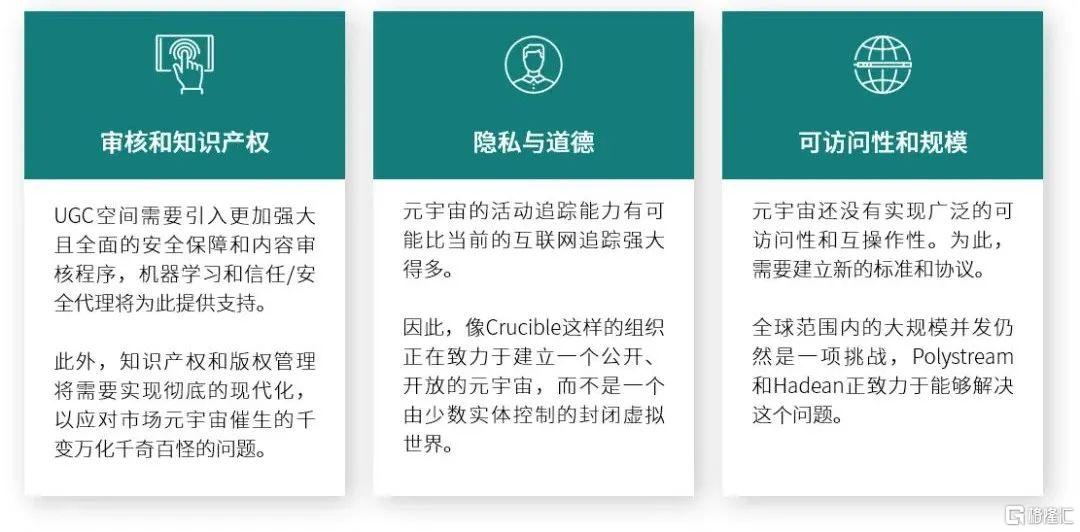 审核和知识产权
UGC空间需要引入更加强大
且全面的安全保障和内容审
核程序，机器学习和信任/安
全代理将为此提供支持。
此外，知识产权和版权管理
将需要实现彻底的现代化，
以应对市场元宇宙催生的千
变万化千奇百怪的问题。
隐私与道德
元宇宙的活动追踪能力有可
能比当前的互联网追踪强大
得多。
因此，像Crucible这样的组织
正在致力于建立一个公开、
开放的元宇宙，而不是一个
由少数实体控制的封闭虚拟
世界。
可访问性和规模
元宇宙还没有实现广泛的可
访问性和互操作性。为此，
需要建立新的标准和协议。
全球范围内的大规模并发仍
然是一项挑战，Polystream
和Hadean正致力于能够解决
这个问题。
格隆汇